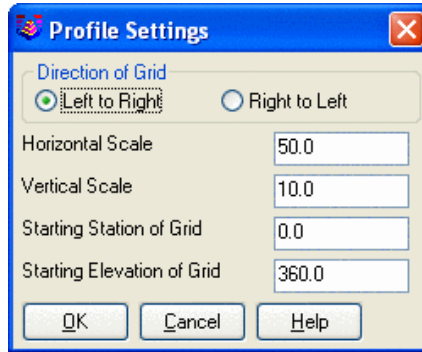 Profile Settings
Direction of Grid
Left to Right Right to Left
Horizontal Scale 50.0
Vertical Scale 10.0
Starting Station of Grid 0.0
Starting Elevation of Grid 360.0
OK Cancel Help